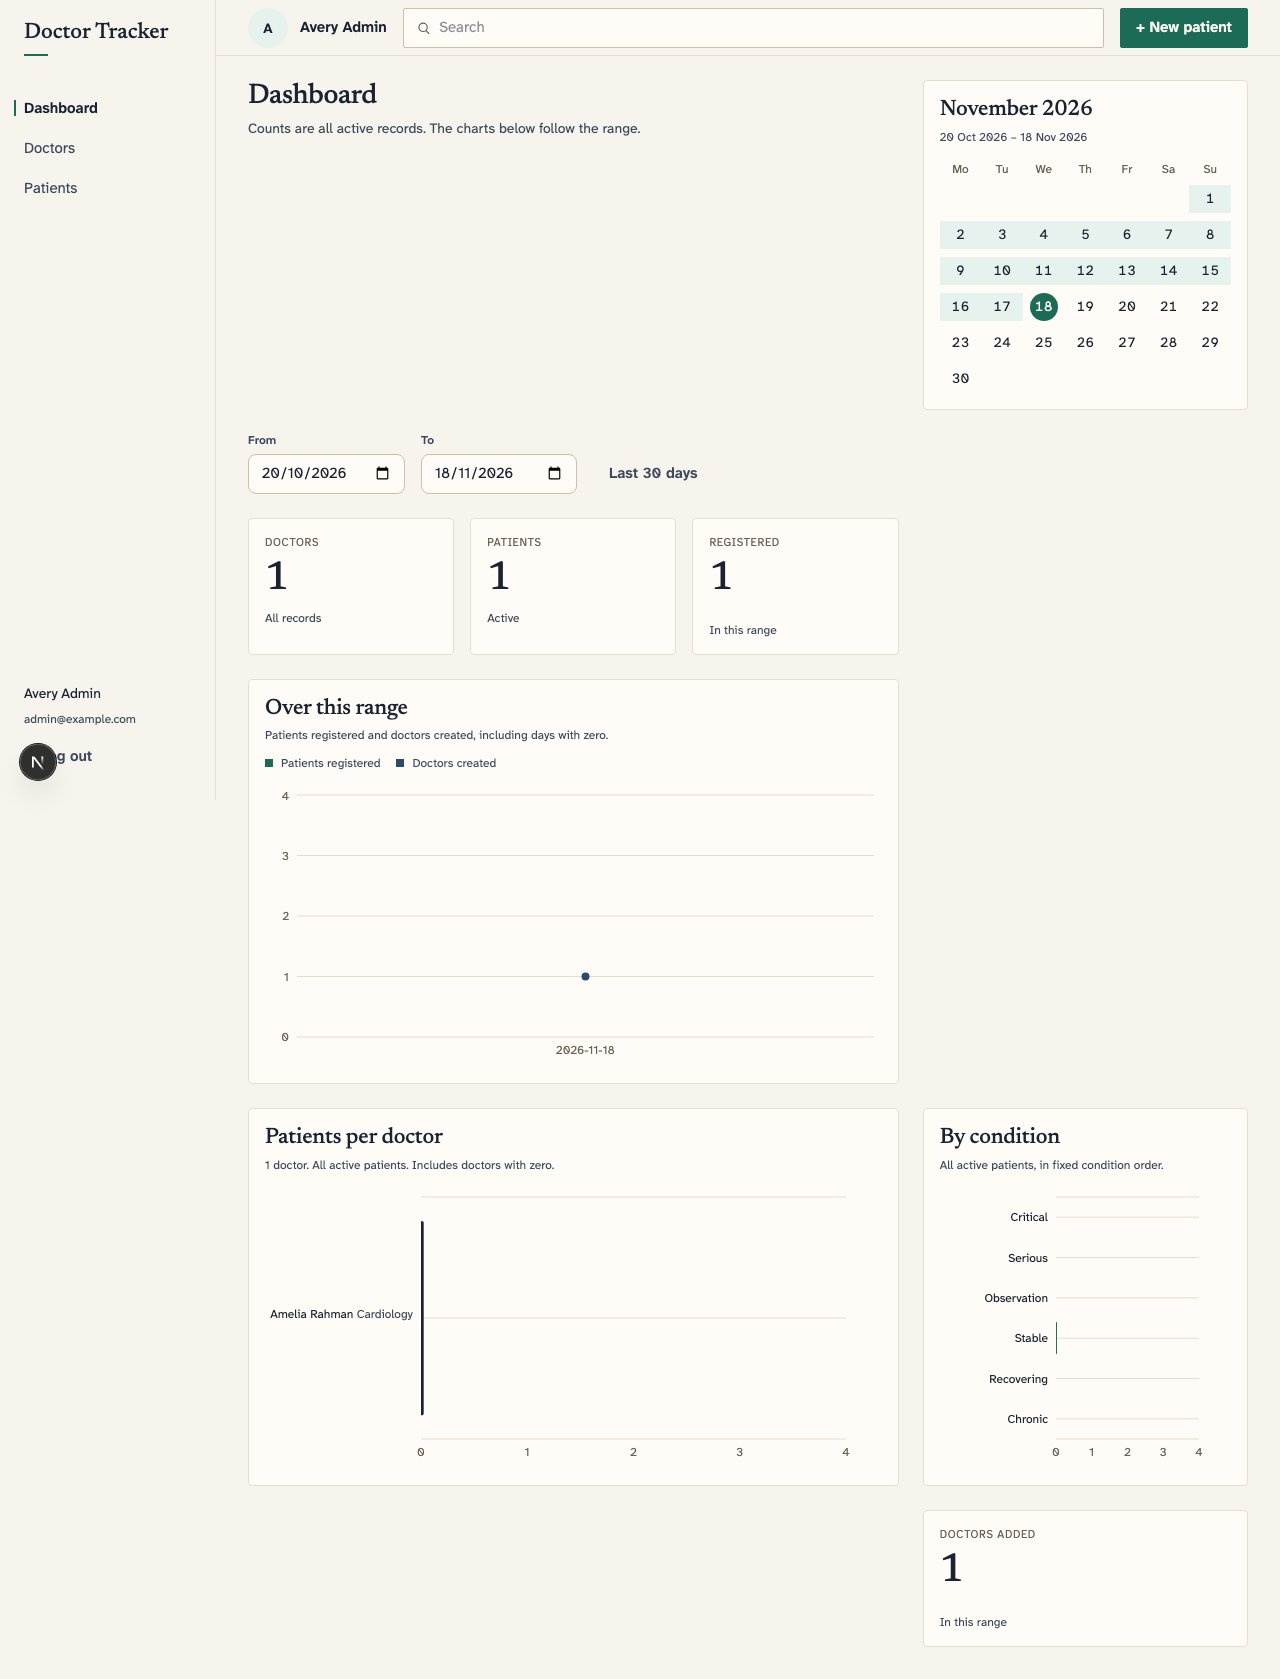 Doctor Tracker
Dashboard
Doctors
Patients
Avery Admin
admin@example.com
g out
A
Avery Admin
Search
+ New patient
Dashboard
Counts are all active records. The charts below follow the range.
November 2026
20 Oct 2026 – 18 Nov 2026
Mo Tu We Th Fr Sa Su
1
2 3 4 5 6 7 8
9 10 11 12 13 14 15
16 17 18 19 20 21 22
23 24 25 26 27 28 29
30
From To
20/10/2026 18/11/2026 Last 30 days
DOCTORS
1
All records
PATIENTS
1
Active
REGISTERED
1
In this range
Over this range
Patients registered and doctors created, including days with zero.
Patients registered Doctors created
4
3
2
1
0
2026-11-18
Patients per doctor
1 doctor. All active patients. Includes doctors with zero.
Amelia Rahman Cardiology
0 1 2 3 4
By condition
All active patients, in fixed condition order.
Critical
Serious
Observation
Stable
Recovering
Chronic
0 1 2 3 4
DOCTORS ADDED
1
In this range